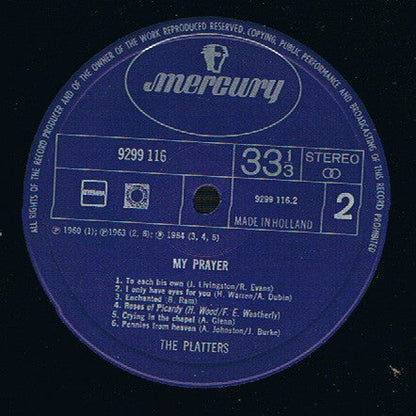 ALL RIGHTS OF THE RECORD PRODUCER AND OF THE OWNER OF THE WORK REPRODUCED RESERVED. COPYING, PUBLIC PERFORMANCE AND BROADCASTING OF THIS RECORD PROHIBITED
mercury
9299 116
33 1/3
STEREO
STEMRA
9299 116.2
MADE IN HOLLAND
2
℗ 1960 (1); ℗1963 (2, 6); ℗ 1964 (3, 4, 5)
MY PRAYER
1. To each his own (J. Livingston/R. Evans)
2. I only have eyes for you (H. Warren/A. Dubin)
3. Enchanted (B. Ram)
4. Roses of Picardy (H. Wood/F. E. Weatherly)
5. Crying in the chapel (A. Glenn)
6. Pennies from heaven (A. Johnston/J. Burke)
THE PLATTERS